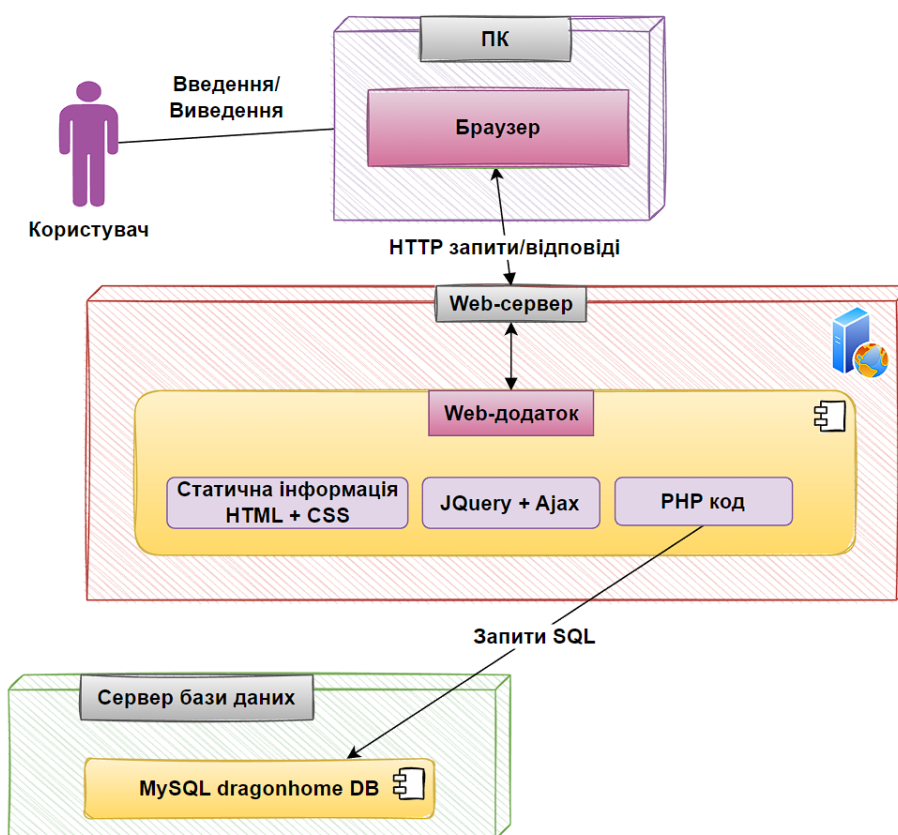 ПК
Введення/
Виведення
Браузер
Користувач
HTTP запити/відповіді
Web-сервер
Web-додаток
Статична інформація
HTML + CSS
JQuery + Ajax
PHP код
Запити SQL
Сервер бази даних
MySQL dragonhome DB